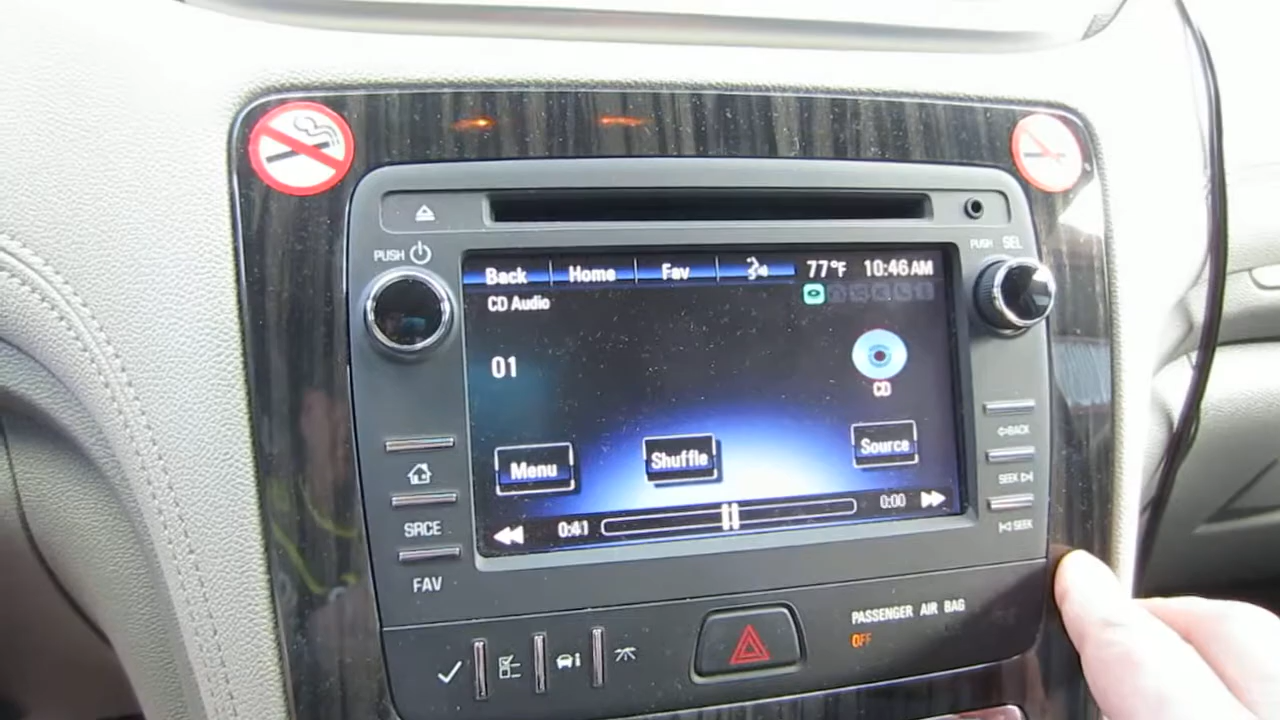 PUSH
PUSH SEL
Back Home Fav 77°F 10:46 AM
CD Audio
01
CD
Menu Shuffle Source
0:41 0:00
BACK
SEEK
SEEK
SRCE
FAV
PASSENGER AIR BAG
OFF